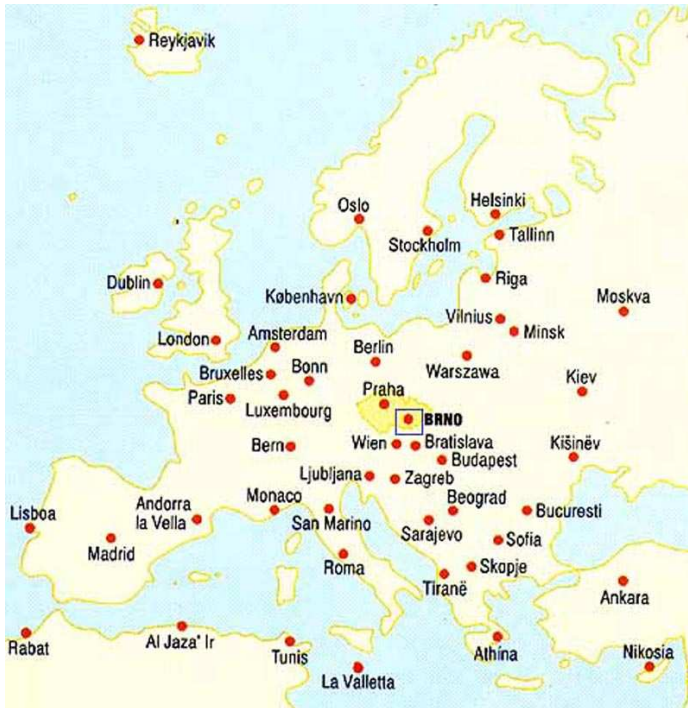 Reykjavik
Oslo
Helsinki
Stockholm
Tallinn
Dublin
København
Riga
Moskva
Vilnius
Minsk
London
Amsterdam
Berlin
Warszawa
Bruxelles
Bonn
Kiev
Paris
Luxembourg
Praha
BRNO
Bern
Wien
Bratislava
Kišinëv
Budapest
Ljubljana
Zagreb
Lisboa
Andorra
la Vella
Monaco
San Marino
Beograd
Bucuresti
Madrid
Sarajevo
Sofia
Roma
Tiranë
Skopje
Ankara
Rabat
Al Jaza' Ir
Tunis
Athína
Nikosia
La Valletta